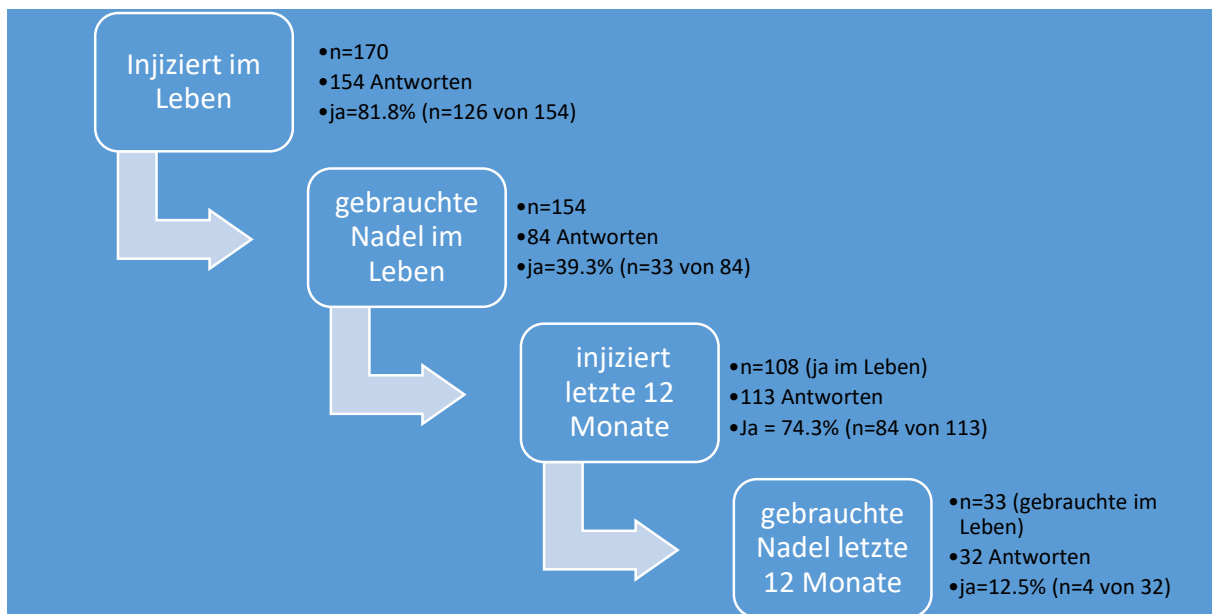 Injiziert im
Leben
•n=170
•154 Antworten
•ja=81.8% (n=126 von 154)
gebrauchte
Nadel im
Leben
•n=154
•84 Antworten
•ja=39.3% (n=33 von 84)
injiziert
letzte 12
Monate
•n=108 (ja im Leben)
•113 Antworten
•Ja = 74.3% (n=84 von 113)
gebrauchte
Nadel letzte
12 Monate
•n=33 (gebrauchte im
Leben)
•32 Antworten
•ja=12.5% (n=4 von 32)